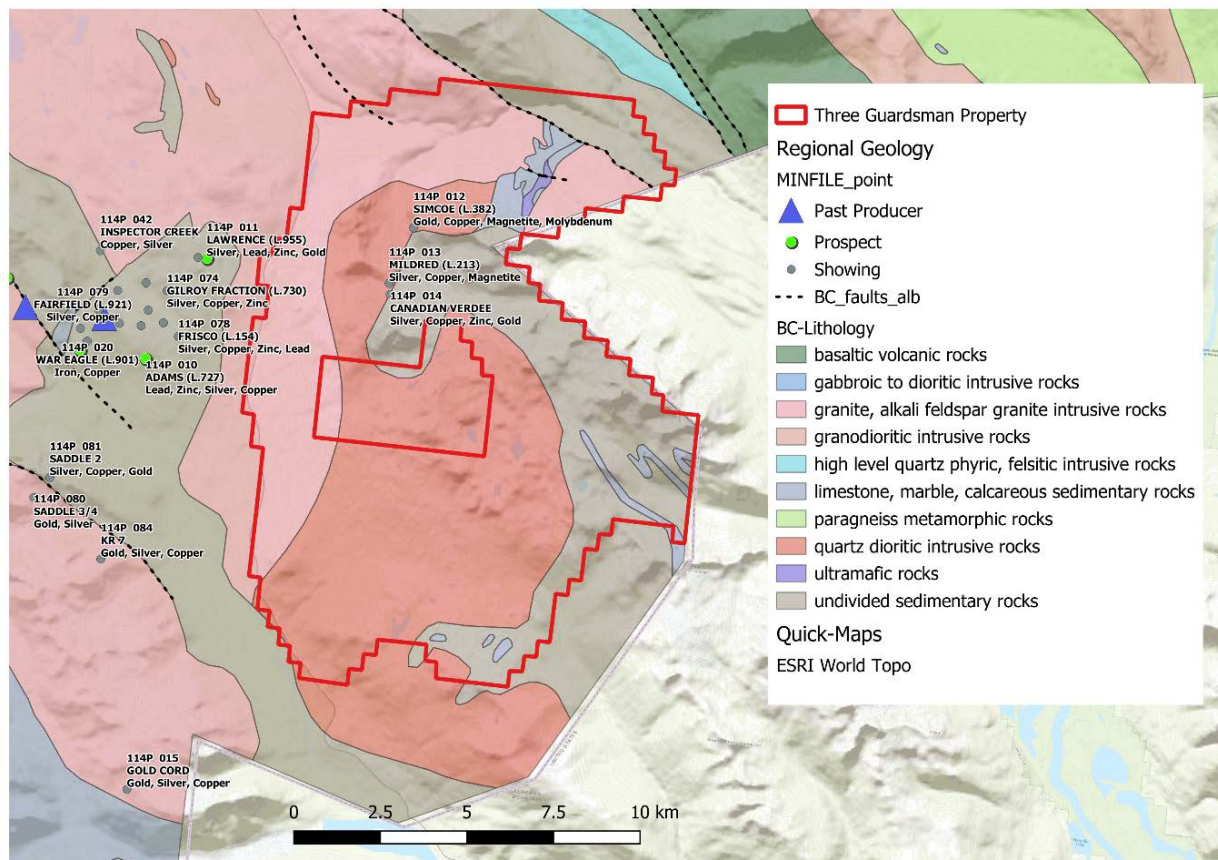 114P 012
SIMCOE (L.382)
Gold, Copper, Magnetite, Molybdenum
114P 042
INSPECTOR CREEK
Copper, Silver
114P 011
LAWRENCE (L.955)
Silver, Lead, Zinc, Gold
114P 013
MILDRED (L.213)
Silver, Copper, Magnetite
114P 074
GILROY FRACTION (L.730)
Silver, Copper, Zinc
114P 079
FAIRFIELD (L.921)
Silver, Copper
114P 014
CANADIAN VERDEE
Silver, Copper, Zinc, Gold
114P 078
FRISCO (L.154)
Silver, Copper, Zinc, Lead
114P 020
WAR EAGLE (L.901)
Iron, Copper
114P 010
ADAMS (L.727)
Lead, Zinc, Silver, Copper
114P 081
SADDLE 2
Silver, Copper, Gold
114P 080
SADDLE 3/4
Gold, Silver
114P 084
KR 7
Gold, Silver, Copper
114P 015
GOLD CORD
Gold, Silver, Copper
0 2.5 5 7.5 10 km
Three Guardsman Property
Regional Geology
MINFILE_point
Past Producer
Prospect
Showing
BC_faults_alb
BC-Lithology
basaltic volcanic rocks
gabbroic to dioritic intrusive rocks
granite, alkali feldspar granite intrusive rocks
granodioritic intrusive rocks
high level quartz phyric, felsitic intrusive rocks
limestone, marble, calcareous sedimentary rocks
paragneiss metamorphic rocks
quartz dioritic intrusive rocks
ultramafic rocks
undivided sedimentary rocks
Quick-Maps
ESRI World Topo